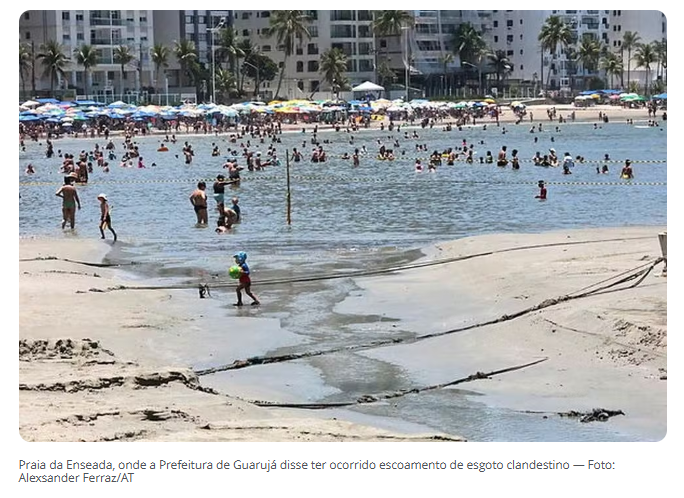 Praia da Enseada, onde a Prefeitura de Guarujá disse ter ocorrido escoamento de esgoto clandestino — Foto:
Alexsander Ferraz/AT